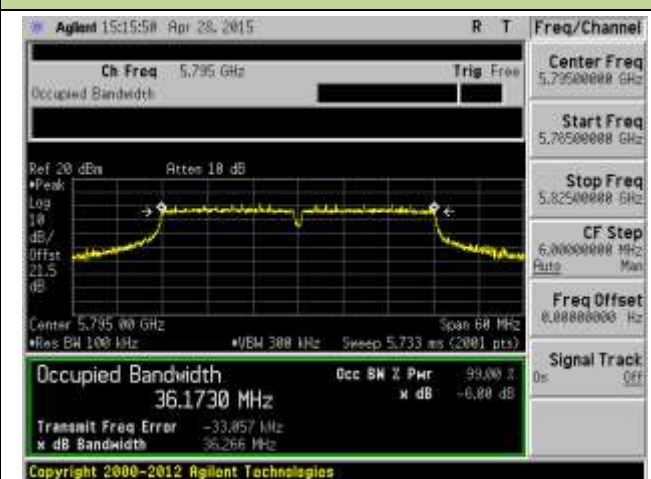 Agilent 15:15:50 Apr 28, 2015 R T
Freq/Channel
Ch Freq 5.795 GHz Trig Free
Occupied Bandwidth
Center Freq
5.79500000 GHz
Start Freq
5.76500000 GHz
Stop Freq
5.82500000 GHz
CF Step
6.00000000 MHz
Auto Man
Freq Offset
0.00000000 Hz
Signal Track
On Off
Ref 20 dBm Atten 10 dB
#Peak
Log
10
dB/
Offst
21.5
dB
Center 5.795 00 GHz Span 60 MHz
#Res BW 100 kHz #VBW 300 kHz Sweep 5.733 ms (2001 pts)
Occupied Bandwidth Occ BW % Pwr 99.00 %
36.1730 MHz x dB -6.00 dB
Transmit Freq Error -33.057 kHz
x dB Bandwidth 36.266 MHz
Copyright 2000-2012 Agilent Technologies